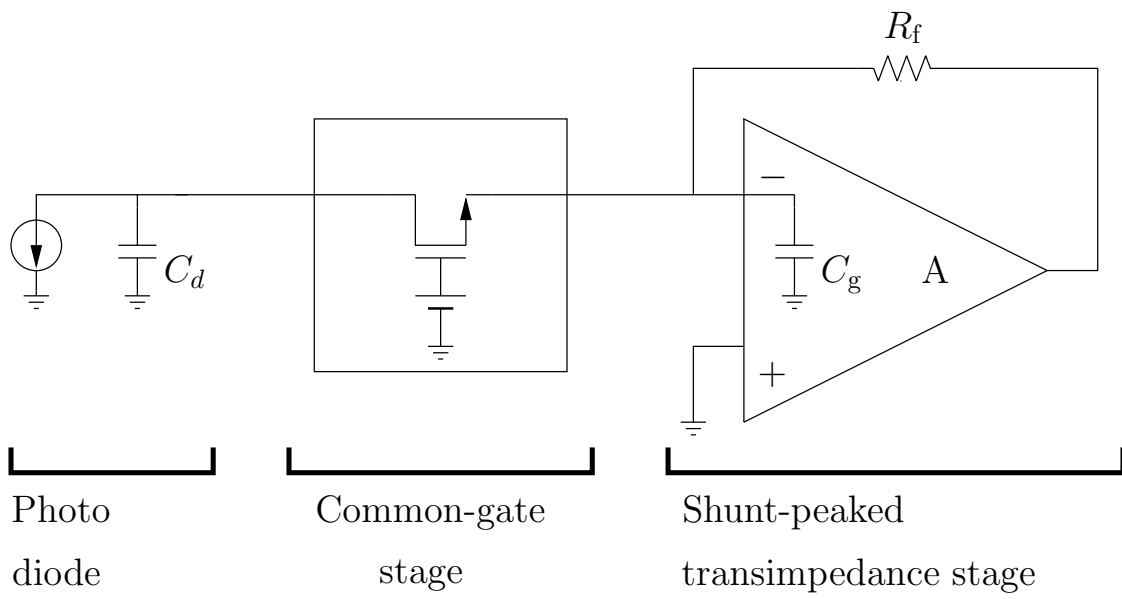 R_f
−
C_d
C_g
A
+
Photo
diode
Common-gate
stage
Shunt-peaked
transimpedance stage